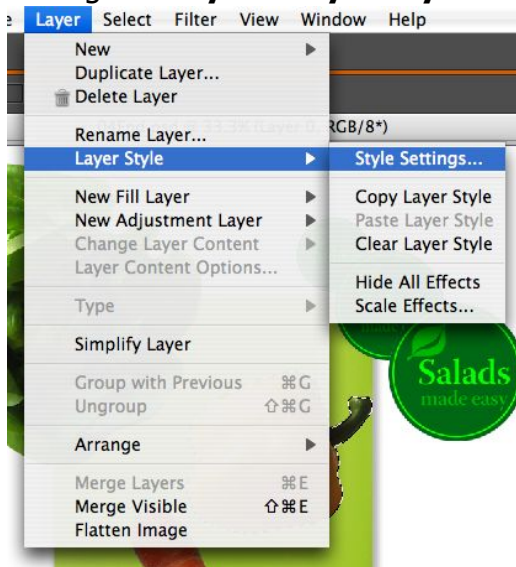 Layer Select Filter View Window Help
New
Duplicate Layer...
Delete Layer
RGB/8*)
Rename Layer...
Layer Style
Style Settings...
New Fill Layer
Copy Layer Style
New Adjustment Layer
Paste Layer Style
Change Layer Content
Clear Layer Style
Layer Content Options...
Hide All Effects
Type
Scale Effects...
Simplify Layer
Group with Previous ⌘G
Ungroup ⇧⌘G
Salads
made easy
Arrange
Merge Layers ⌘E
Merge Visible ⇧⌘E
Flatten Image